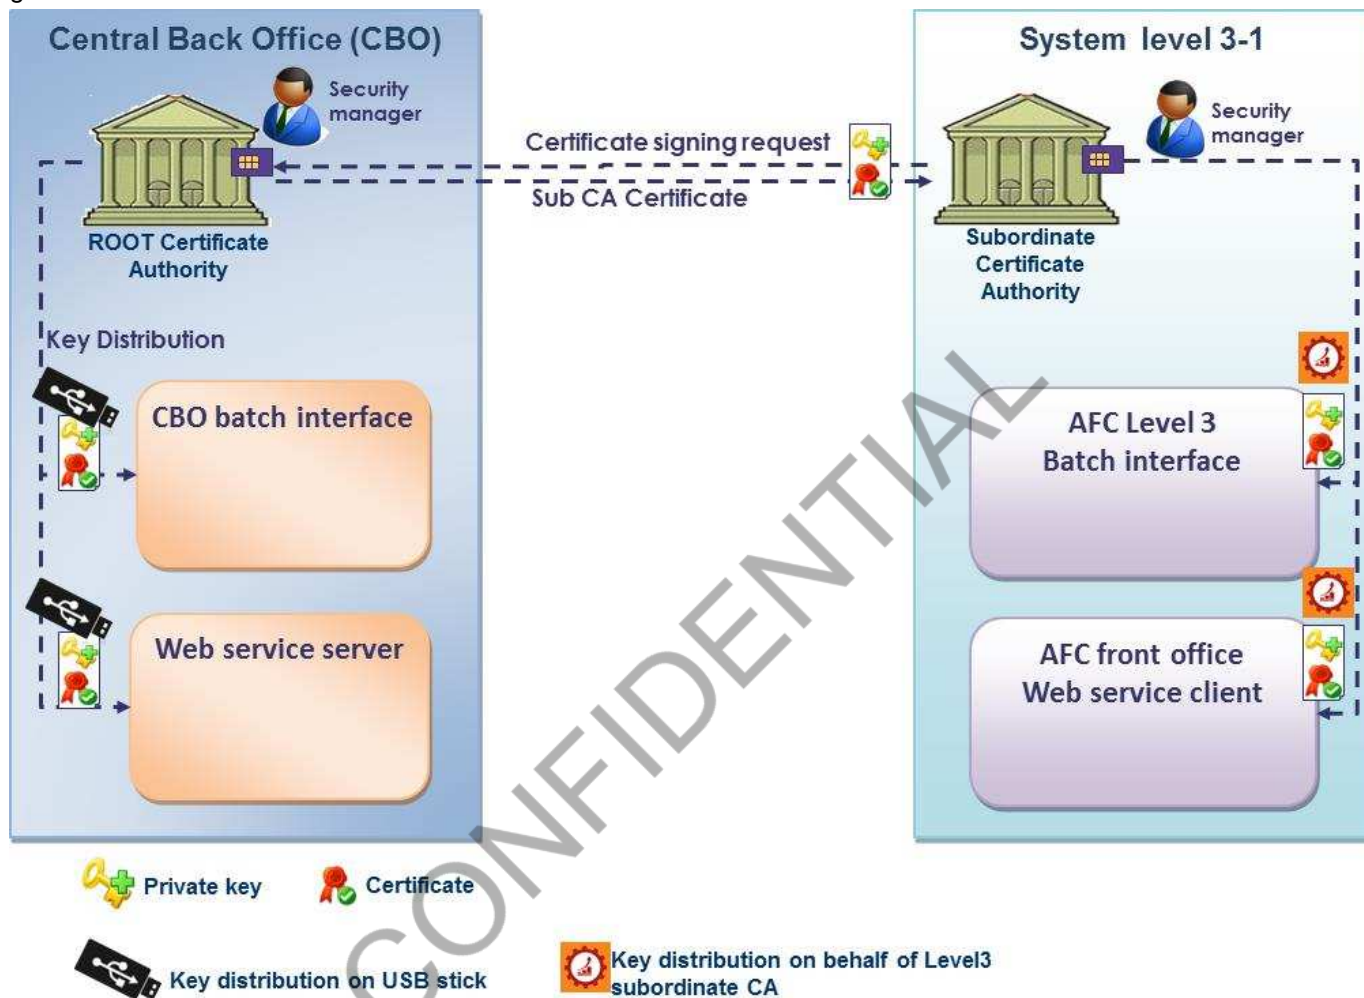 Central Back Office (CBO)
Security
manager
ROOT Certificate
Authority
Key Distribution
CBO batch interface
Web service server
Certificate signing request
Sub CA Certificate
System level 3-1
Security
manager
Subordinate
Certificate
Authority
AFC Level 3
Batch interface
AFC front office
Web service client
CONFIDENTIAL
Private key
Certificate
Key distribution on USB stick
Key distribution on behalf of Level3
subordinate CA